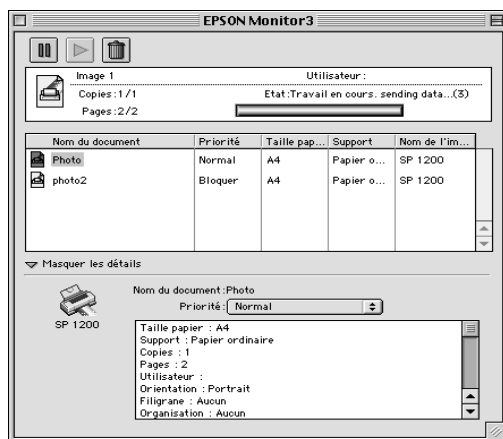 EPSON Monitor3
Image 1 Utilisateur :
Copies:1/1 Etat:Travail en cours. sending data...(3)
Pages:2/2
Nom du document Priorité Taille pap... Support Nom de l'im...
Photo Normal A4 Papier o... SP 1200
photo2 Bloquer A4 Papier o... SP 1200
Masquer les détails
Nom du document :Photo
Priorité: Normal
SP 1200
Taille papier : A4
Support : Papier ordinaire
Copies : 1
Pages : 2
Utilisateur :
Orientation : Portrait
Filigrane : Aucun
Organisation : Aucun